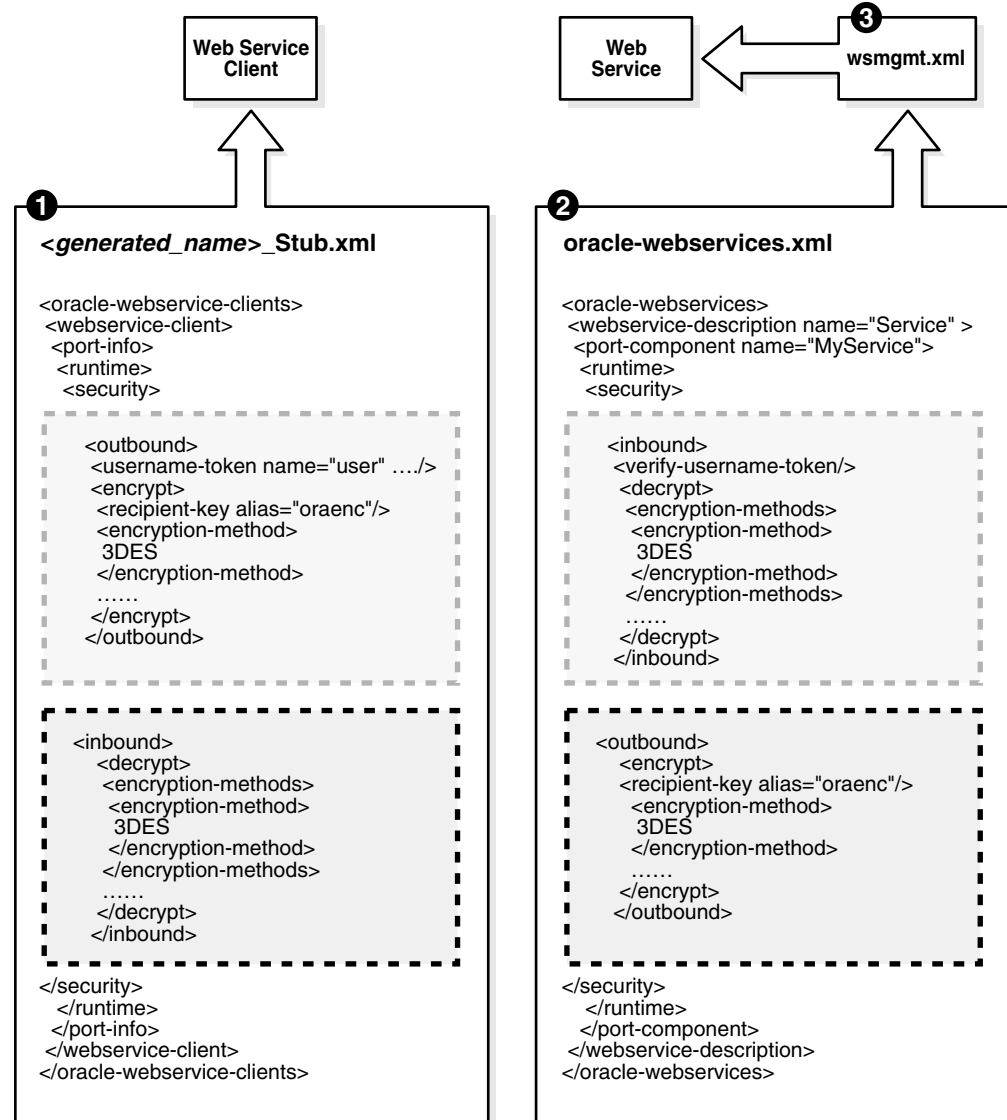 Web Service
Client
Web
Service
3
wsmgmt.xml
1
<generated_name>_Stub.xml
<oracle-webservice-clients>
<webservice-client>
<port-info>
<runtime>
<security>
<outbound>
<username-token name="user" …./>
<encrypt>
<recipient-key alias="oraenc"/>
<encryption-method>
3DES
</encryption-method>
……
</encrypt>
</outbound>
<inbound>
<decrypt>
<encryption-methods>
<encryption-method>
3DES
</encryption-method>
</encryption-methods>
……
</decrypt>
</inbound>
</security>
</runtime>
</port-info>
</webservice-client>
</oracle-webservice-clients>
2
oracle-webservices.xml
<oracle-webservices>
<webservice-description name="Service" >
<port-component name="MyService">
<runtime>
<security>
<inbound>
<verify-username-token/>
<decrypt>
<encryption-methods>
<encryption-method>
3DES
</encryption-method>
</encryption-methods>
……
</decrypt>
</inbound>
<outbound>
<encrypt>
<recipient-key alias="oraenc"/>
<encryption-method>
3DES
</encryption-method>
……
</encrypt>
</outbound>
</security>
</runtime>
</port-component>
</webservice-description>
</oracle-webservices>